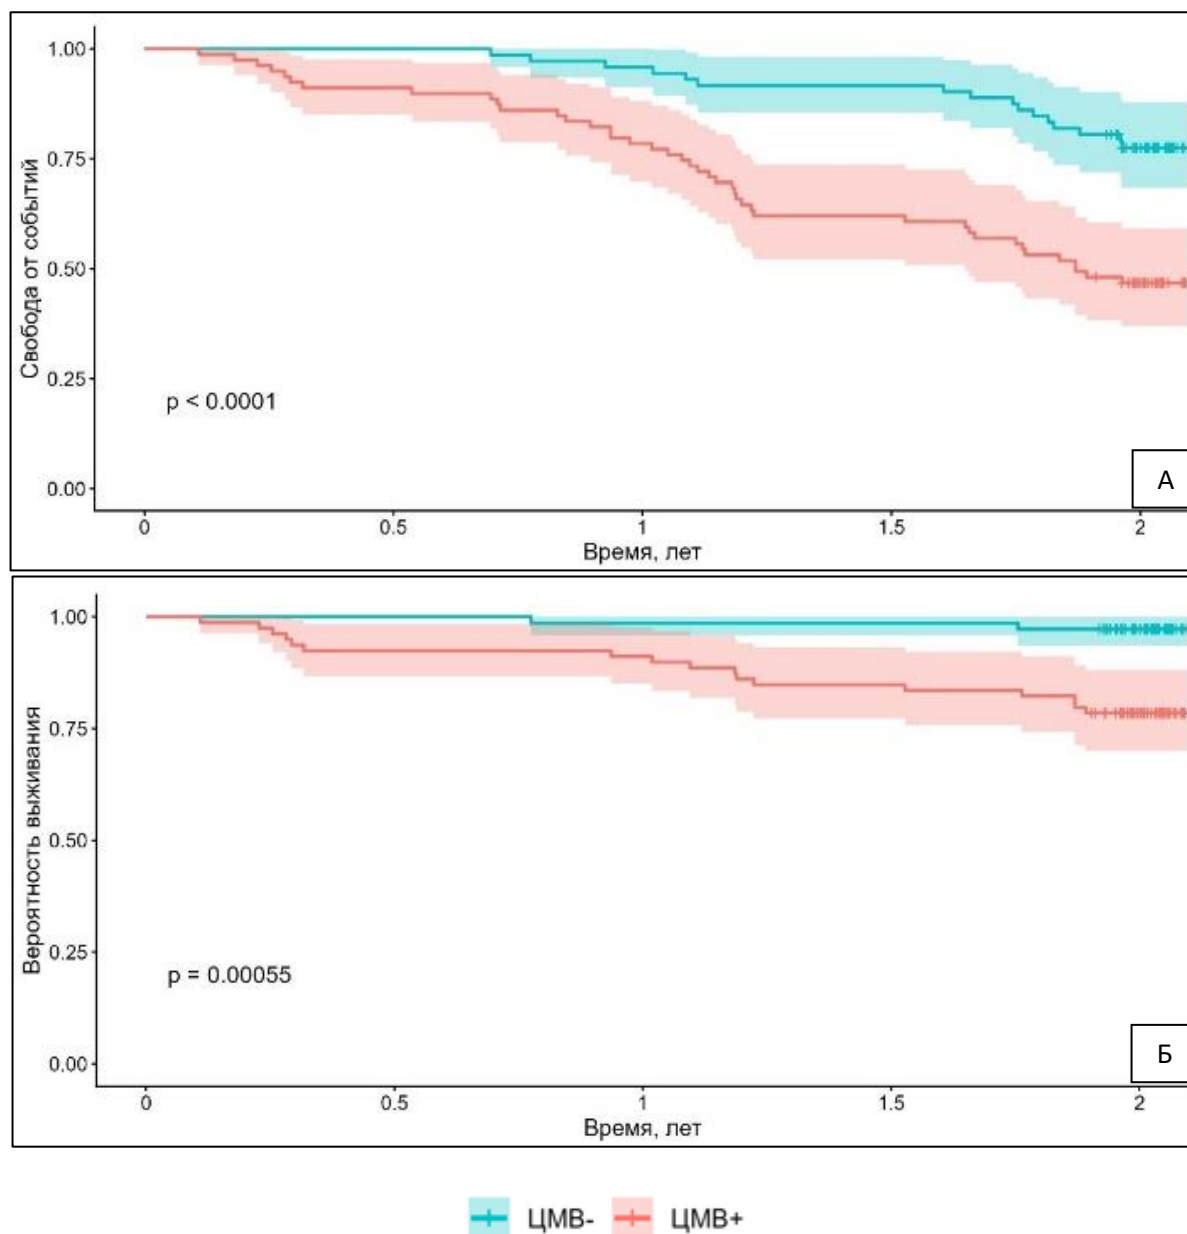 1.00
0.75
0.50
0.25
0.00
Свобода от событий
p < 0.0001
А
0 0.5 1 1.5 2
Время, лет
1.00
0.75
0.50
0.25
0.00
Вероятность выживания
p = 0.00055
Б
0 0.5 1 1.5 2
Время, лет
ЦМВ- ЦМВ+